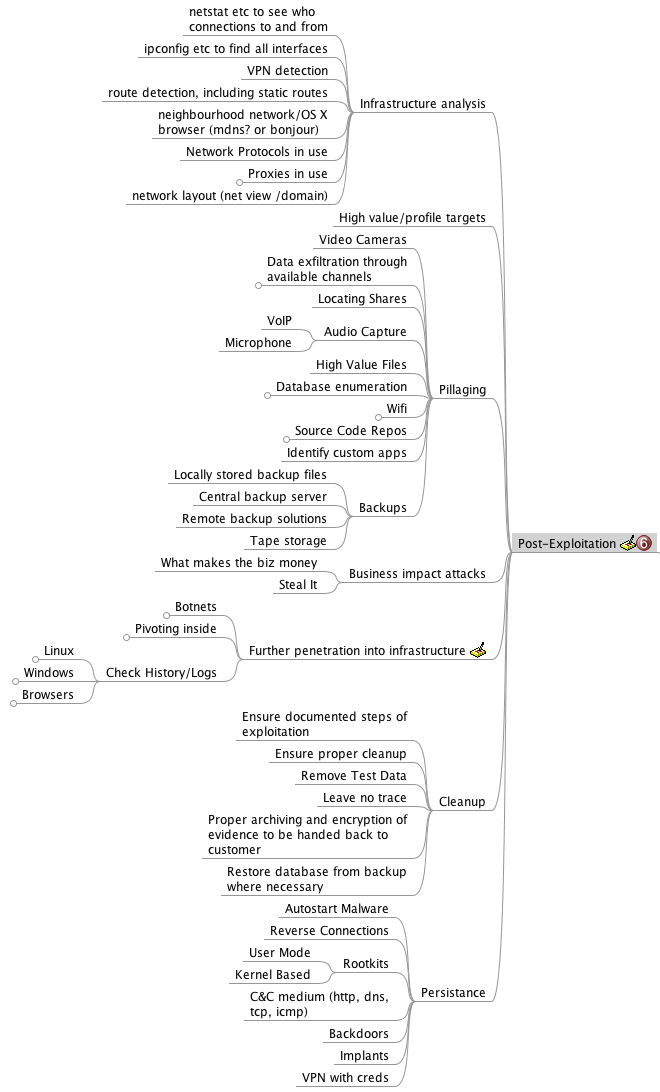 netstat etc to see who
connections to and from
ipconfig etc to find all interfaces
VPN detection
route detection, including static routes
neighbourhood network/OS X
browser (mdns? or bonjour)
Network Protocols in use
Proxies in use
network layout (net view /domain)
Infrastructure analysis
High value/profile targets
Video Cameras
Data exfiltration through
available channels
Locating Shares
VoIP
Microphone
Audio Capture
High Value Files
Database enumeration
Wifi
Source Code Repos
Identify custom apps
Locally stored backup files
Central backup server
Remote backup solutions
Tape storage
Backups
Pillaging
What makes the biz money
Steal It
Business impact attacks
Botnets
Pivoting inside
Linux
Windows
Browsers
Check History/Logs
Further penetration into infrastructure
Ensure documented steps of
exploitation
Ensure proper cleanup
Remove Test Data
Leave no trace
Proper archiving and encryption of
evidence to be handed back to
customer
Restore database from backup
where necessary
Cleanup
Autostart Malware
Reverse Connections
User Mode
Kernel Based
Rootkits
C&C medium (http, dns,
tcp, icmp)
Backdoors
Implants
VPN with creds
Persistance
Post-Exploitation 6